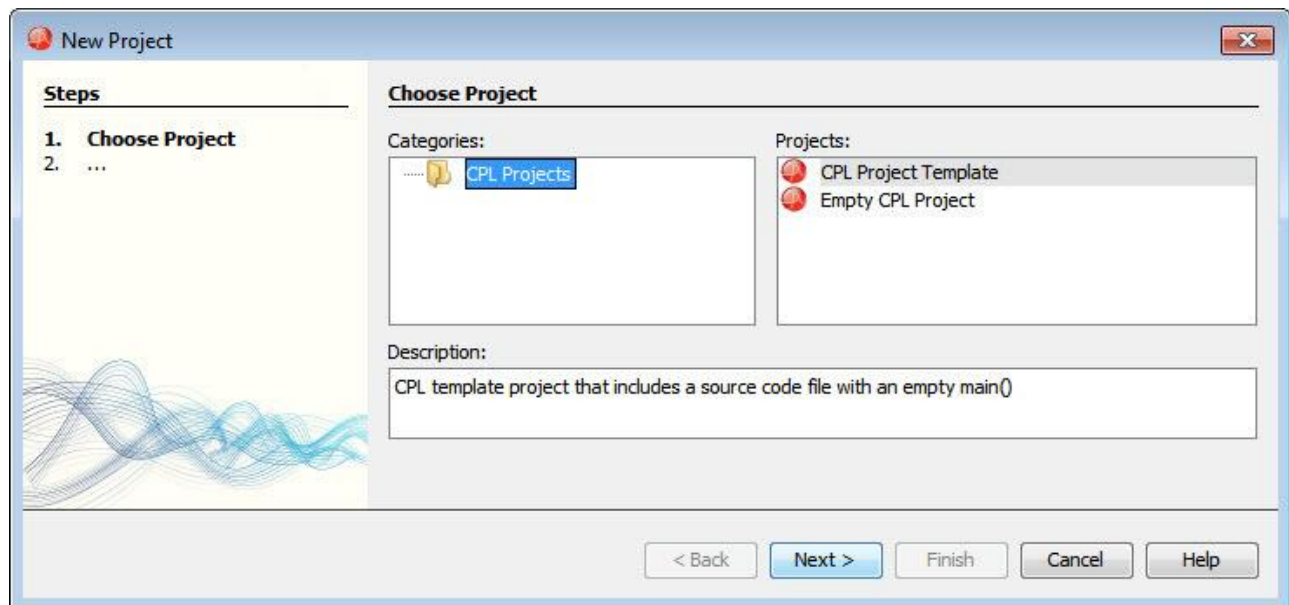 New Project
Steps
1. Choose Project
2. ...
Choose Project
Categories:
CPL Projects
Projects:
CPL Project Template
Empty CPL Project
Description:
CPL template project that includes a source code file with an empty main()
< Back
Next >
Finish
Cancel
Help